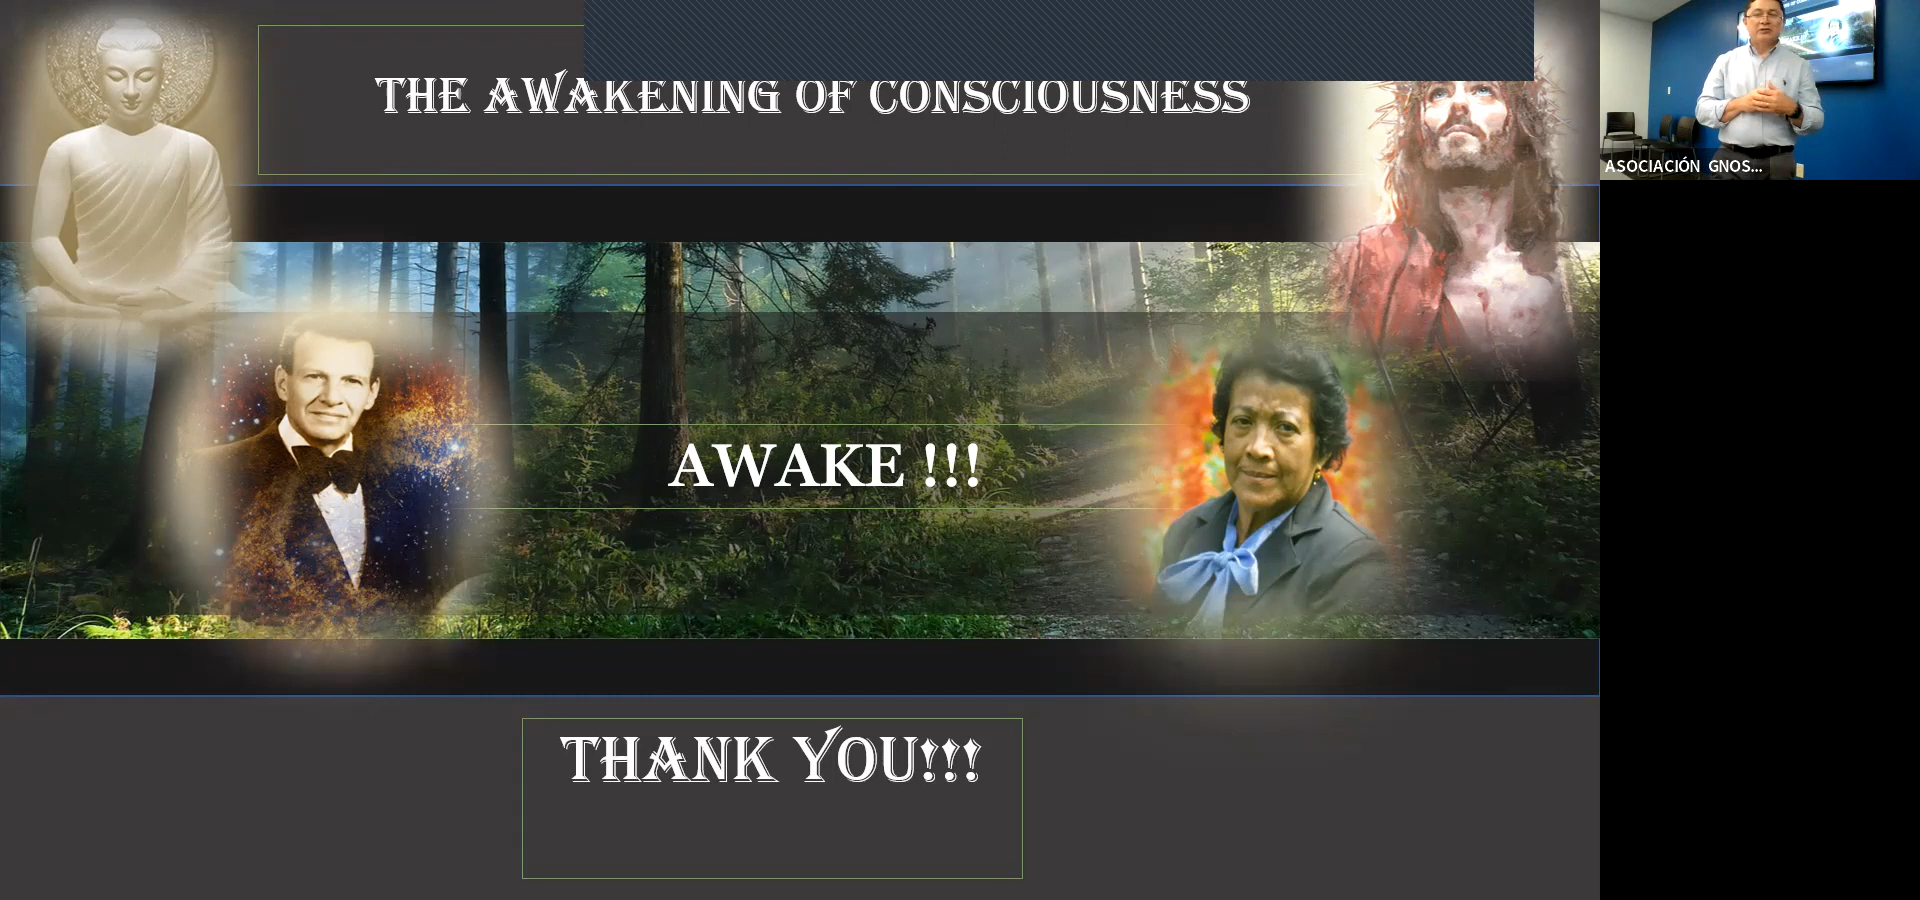 THE AWAKENING OF CONSCIOUSNESS
ASOCIACIÓN GNOS...
AWAKE !!!
THANK YOU!!!